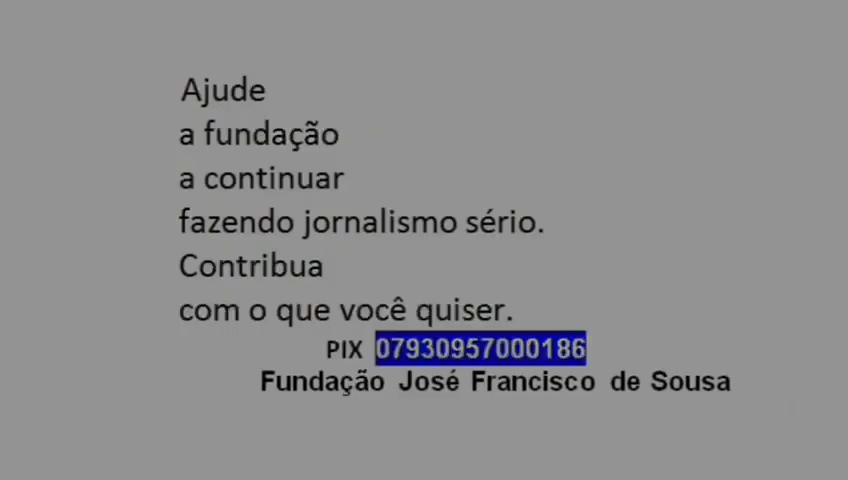 Ajude
a fundação
a continuar
fazendo jornalismo sério.
Contribua
com o que você quiser.
PIX 07930957000186
Fundação José Francisco de Sousa